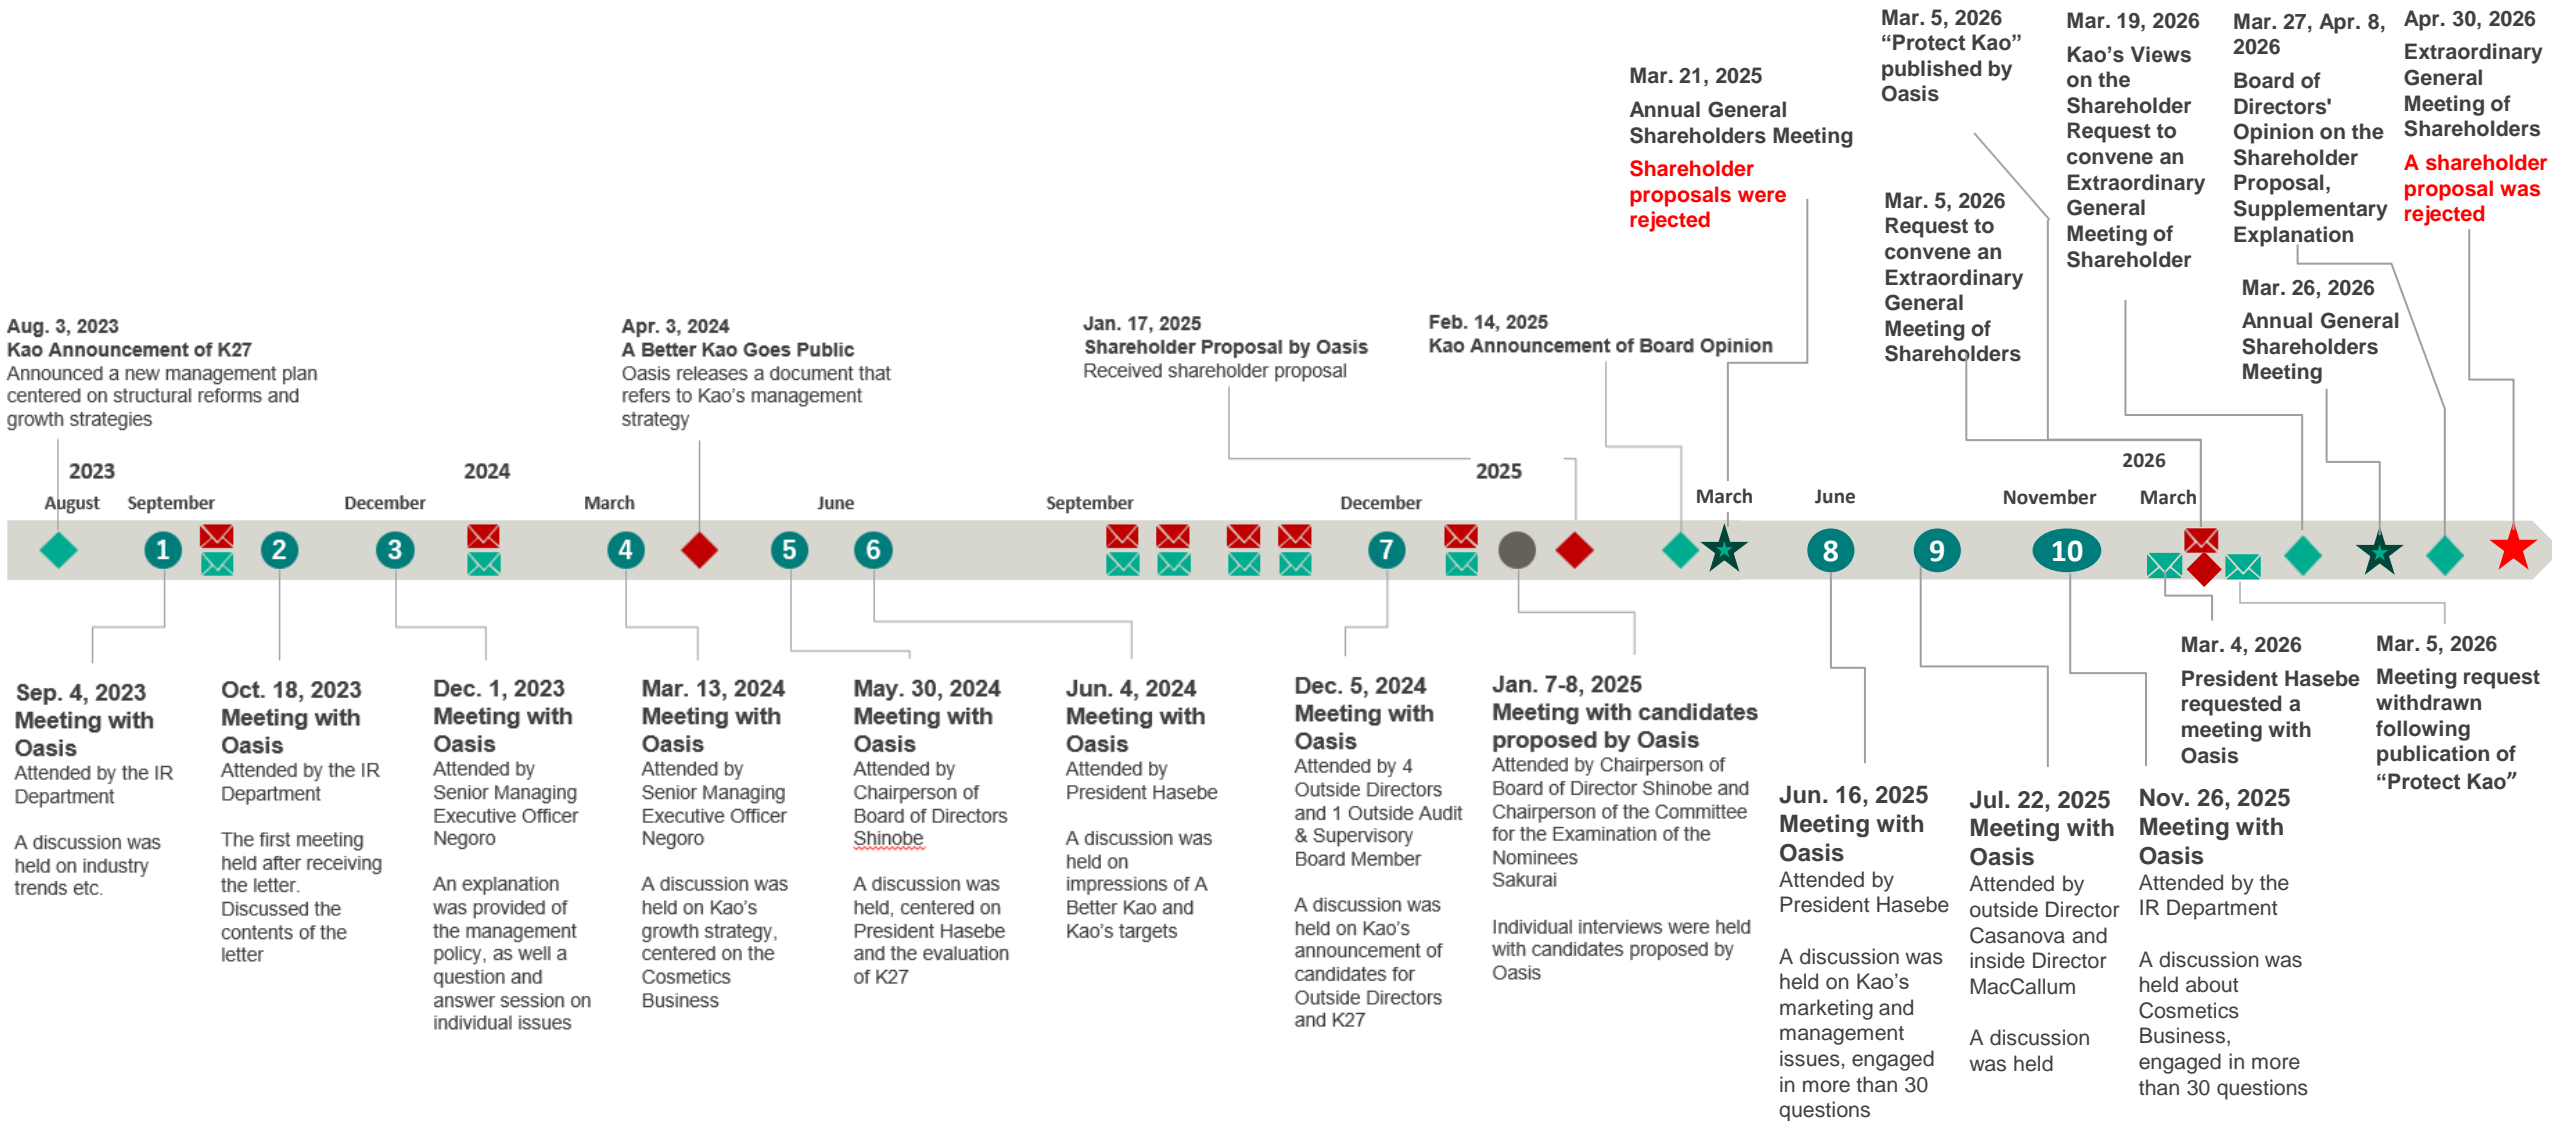 Mar. 5, 2026
“Protect Kao”
published by
Oasis
Mar. 19, 2026
Kao’s Views
on the
Shareholder
Request to
convene an
Extraordinary
General
Meeting of
Shareholder
Mar. 27, Apr. 8,
2026
Board of
Directors'
Opinion on the
Shareholder
Proposal,
Supplementary
Explanation
Apr. 30, 2026
Extraordinary
General
Meeting of
Shareholders
A shareholder
proposal was
rejected
Mar. 21, 2025
Annual General
Shareholders Meeting
Shareholder
proposals were
rejected
Mar. 5, 2026
Request to
convene an
Extraordinary
General
Meeting of
Shareholders
Mar. 26, 2026
Annual General
Shareholders
Meeting
Aug. 3, 2023
Kao Announcement of K27
Announced a new management plan
centered on structural reforms and
growth strategies
Apr. 3, 2024
A Better Kao Goes Public
Oasis releases a document that
refers to Kao’s management
strategy
Jan. 17, 2025
Shareholder Proposal by Oasis
Received shareholder proposal
Feb. 14, 2025
Kao Announcement of Board Opinion
2023
2024
2025
2026
August
September
December
March
June
September
December
March
June
November
March
1
2
3
4
5
6
7
8
9
10
Sep. 4, 2023
Meeting with
Oasis
Attended by the IR
Department
A discussion was
held on industry
trends etc.
Oct. 18, 2023
Meeting with
Oasis
Attended by the IR
Department
The first meeting
held after receiving
the letter.
Discussed the
contents of the
letter
Dec. 1, 2023
Meeting with
Oasis
Attended by
Senior Managing
Executive Officer
Negoro
An explanation
was provided of
the management
policy, as well a
question and
answer session on
individual issues
Mar. 13, 2024
Meeting with
Oasis
Attended by
Senior Managing
Executive Officer
Negoro
A discussion was
held on Kao’s
growth strategy,
centered on the
Cosmetics
Business
May. 30, 2024
Meeting with
Oasis
Attended by
Chairperson of
Board of Directors
Shinobe
A discussion was
held, centered on
President Hasebe
and the evaluation
of K27
Jun. 4, 2024
Meeting with
Oasis
Attended by
President Hasebe
A discussion was
held on
impressions of A
Better Kao and
Kao’s targets
Dec. 5, 2024
Meeting with
Oasis
Attended by 4
Outside Directors
and 1 Outside Audit
& Supervisory
Board Member
A discussion was
held on Kao’s
announcement of
candidates for
Outside Directors
and K27
Jan. 7-8, 2025
Meeting with candidates
proposed by Oasis
Attended by Chairperson of
Board of Director Shinobe and
Chairperson of the Committee
for the Examination of the
Nominees
Sakurai
Individual interviews were held
with candidates proposed by
Oasis
Jun. 16, 2025
Meeting with
Oasis
Attended by
President Hasebe
A discussion was
held on Kao’s
marketing and
management
issues, engaged
in more than 30
questions
Jul. 22, 2025
Meeting with
Oasis
Attended by
outside Director
Casanova and
inside Director
MacCallum
A discussion
was held
Nov. 26, 2025
Meeting with
Oasis
Attended by the
IR Department
A discussion was
held about
Cosmetics
Business,
engaged in more
than 30 questions
Mar. 4, 2026
President Hasebe
requested a
meeting with
Oasis
Mar. 5, 2026
Meeting request
withdrawn
following
publication of
“Protect Kao”